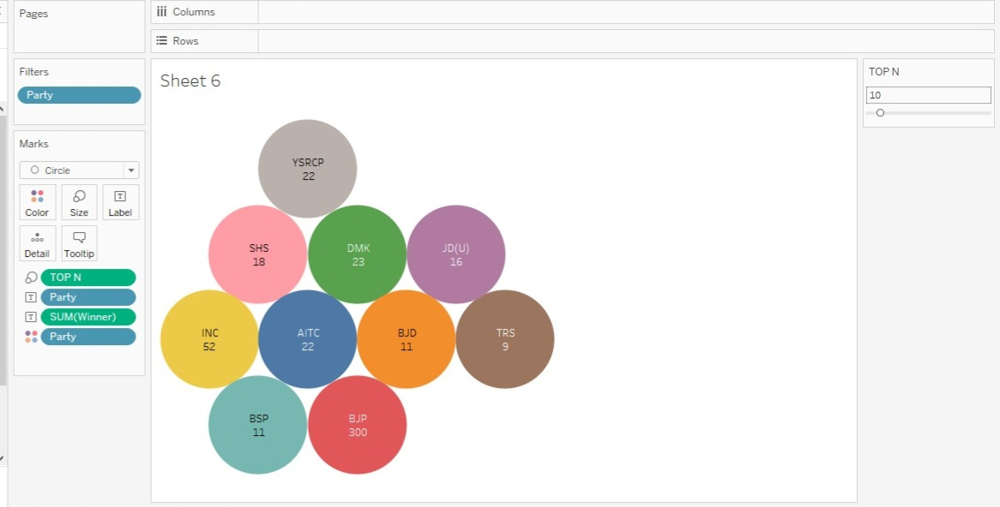 Pages
Columns
Rows
Filters
Party
Sheet 6
TOP N
10
Marks
Circle
Color
Size
Label
Detail
Tooltip
TOP N
Party
SUM(Winner)
Party
YSRCP
22
SHS
18
DMK
23
JD(U)
16
INC
52
AITC
22
BJD
11
TRS
9
BSP
11
BJP
300